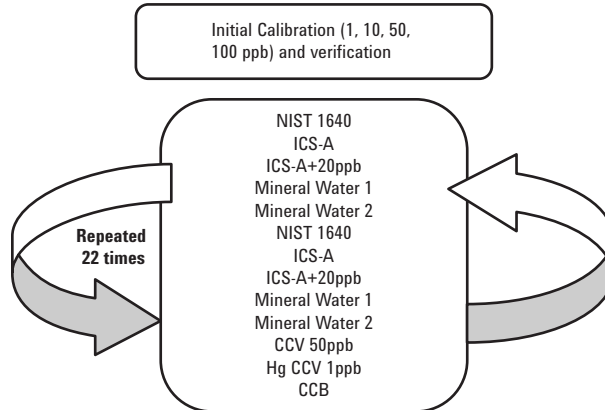 Initial Calibration (1, 10, 50,
100 ppb) and verification
NIST 1640
ICS-A
ICS-A+20ppb
Mineral Water 1
Mineral Water 2
NIST 1640
ICS-A
ICS-A+20ppb
Mineral Water 1
Mineral Water 2
CCV 50ppb
Hg CCV 1ppb
CCB
Repeated
22 times